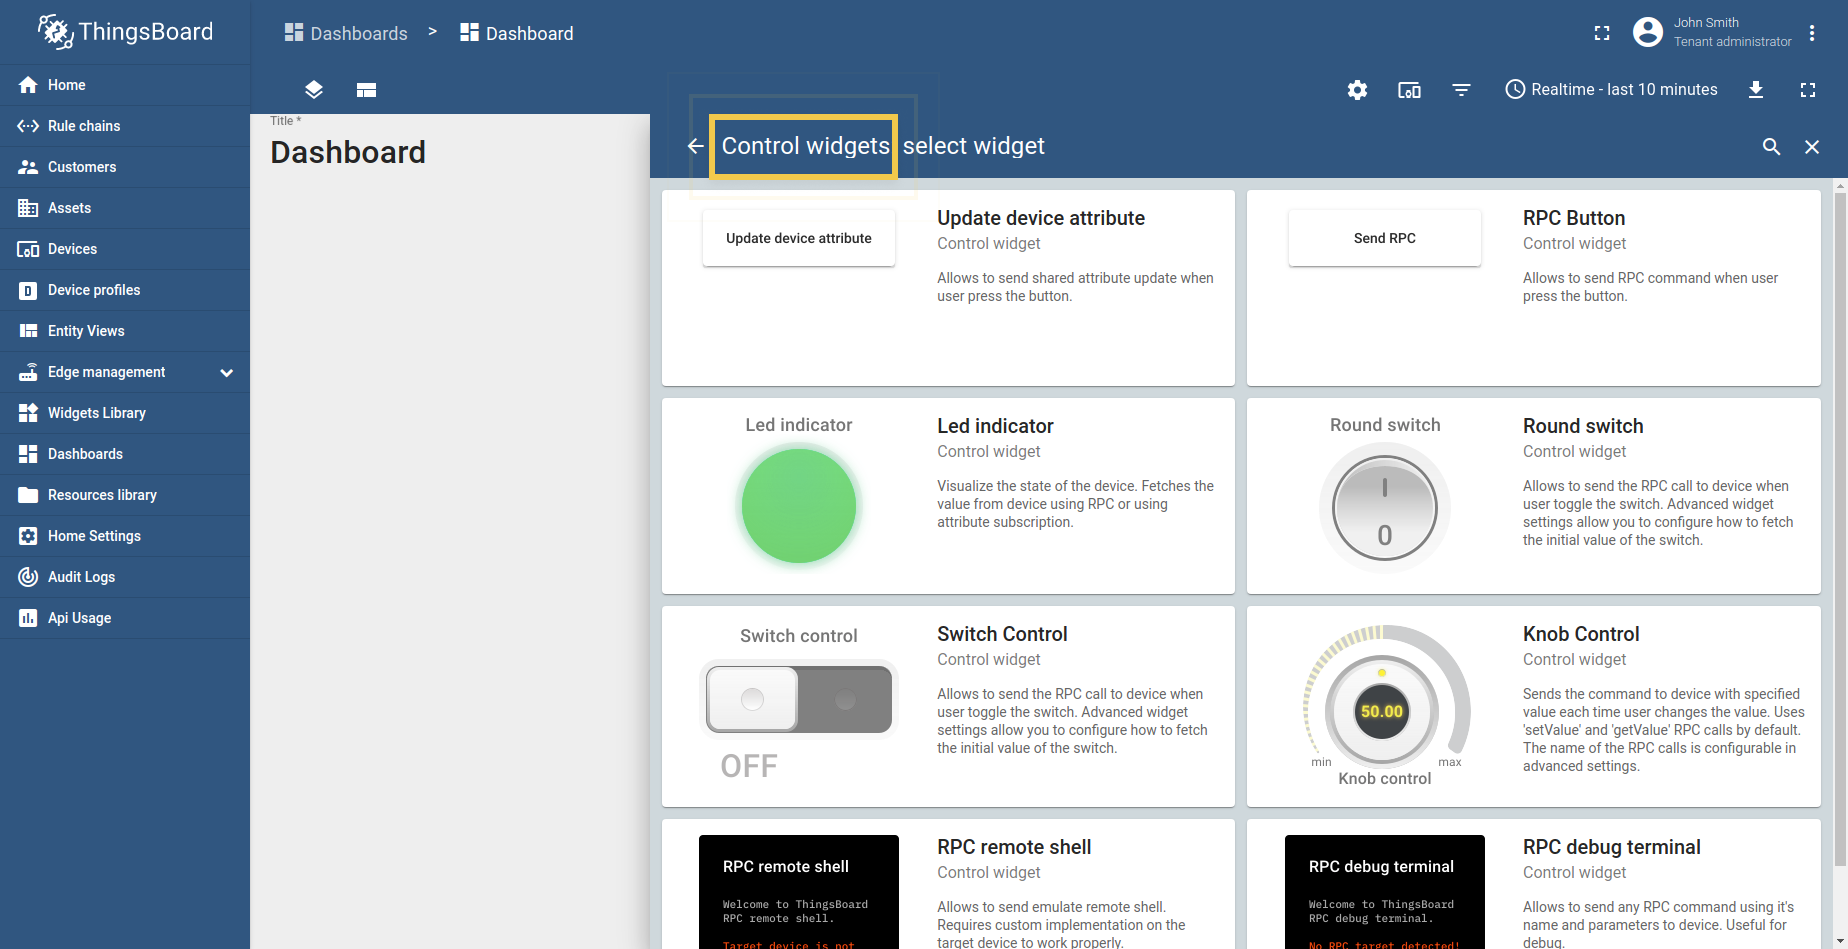 ThingsBoard
Dashboards > Dashboard
John Smith
Tenant administrator
Home
Rule chains
Customers
Assets
Devices
Device profiles
Entity Views
Edge management
Widgets Library
Dashboards
Resources library
Home Settings
Audit Logs
Api Usage
Realtime - last 10 minutes
Title *
Dashboard
Control widgets: select widget
Update device attribute
Update device attribute
Control widget
Allows to send shared attribute update when
user press the button.
Send RPC
RPC Button
Control widget
Allows to send RPC command when user
press the button.
Led indicator
Led indicator
Control widget
Visualize the state of the device. Fetches the
value from device using RPC or using
attribute subscription.
Round switch
0
Round switch
Control widget
Allows to send the RPC call to device when
user toggle the switch. Advanced widget
settings allow you to configure how to fetch
the initial value of the switch.
Switch control
OFF
Switch Control
Control widget
Allows to send the RPC call to device when
user toggle the switch. Advanced widget
settings allow you to configure how to fetch
the initial value of the switch.
50.00
min
max
Knob control
Knob Control
Control widget
Sends the command to device with specified
value each time user changes the value. Uses
'setValue' and 'getValue' RPC calls by default.
The name of the RPC calls is configurable in
advanced settings.
RPC remote shell
Welcome to ThingsBoard
RPC remote shell.
Target device is not
RPC remote shell
Control widget
Allows to send emulate remote shell.
Requires custom implementation on the
target device to work properly.
RPC debug terminal
Welcome to ThingsBoard
RPC debug terminal.
No RPC target detected!
RPC debug terminal
Control widget
Allows to send any RPC command using it's
name and parameters to device. Useful for
debug.